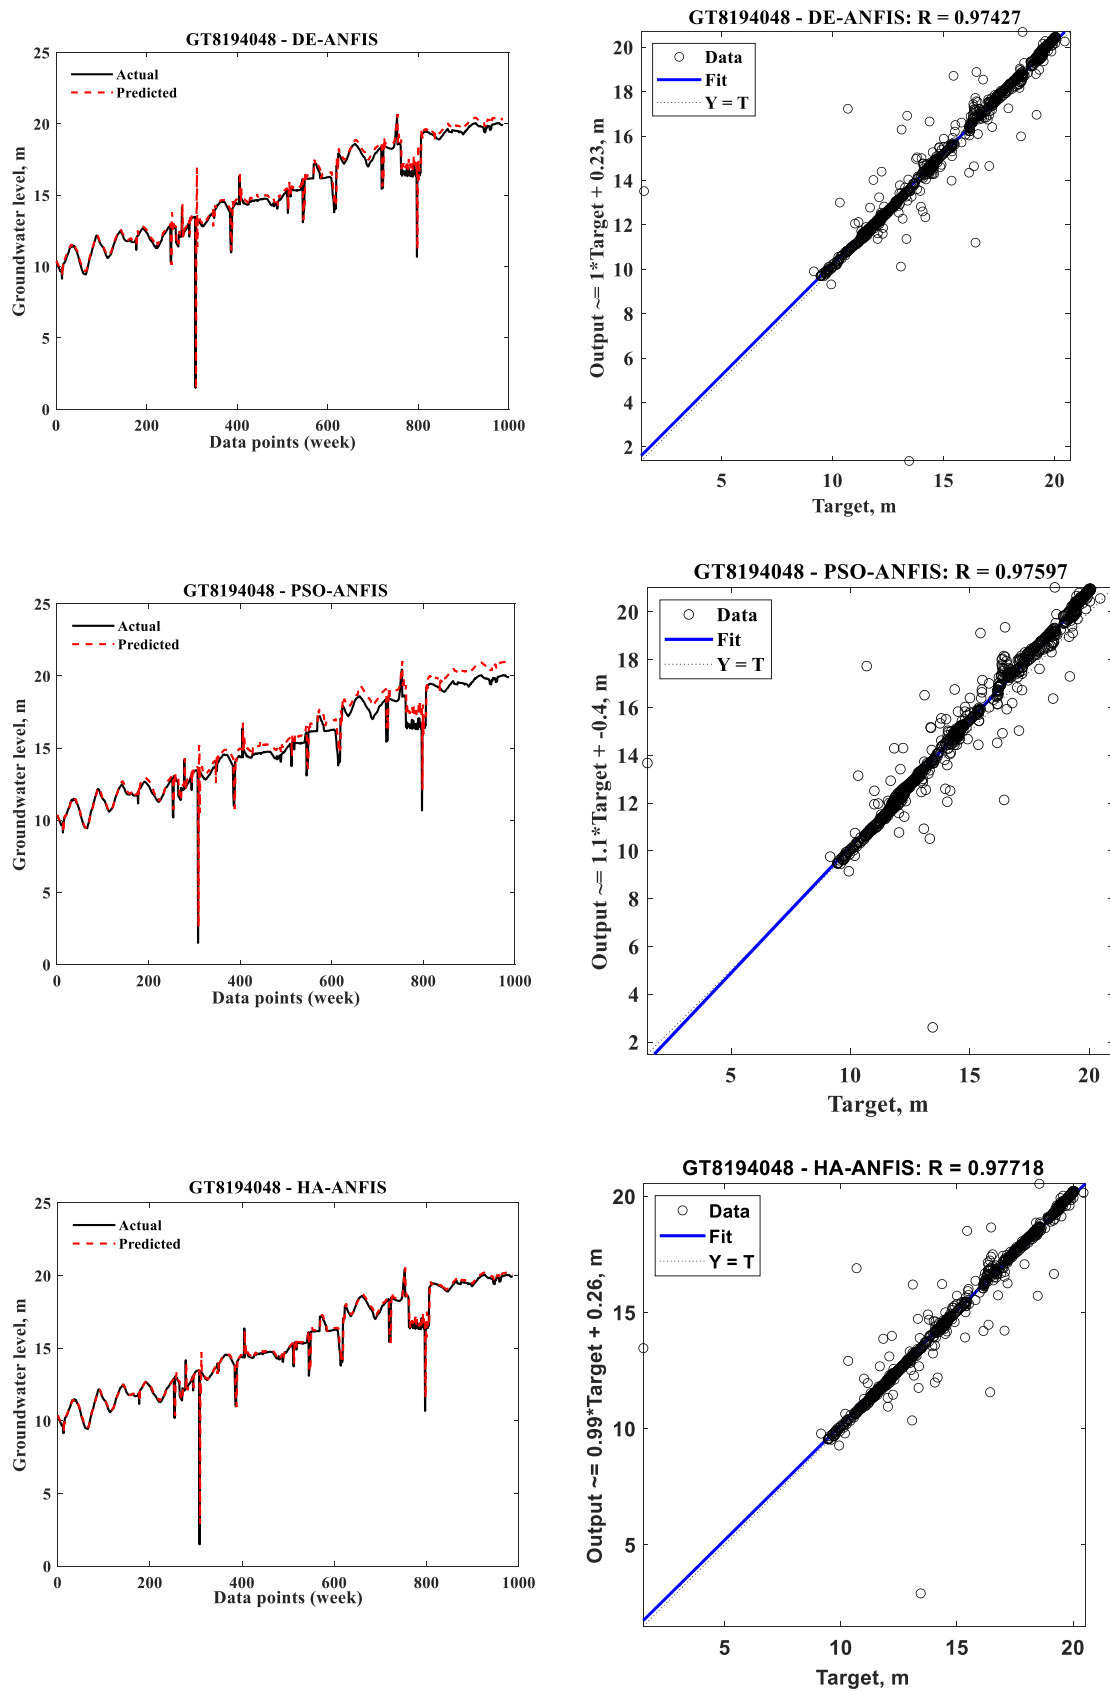 GT8194048 - DE-ANFIS
25
20
15
10
5
0
Actual
Predicted
Groundwater level, m
0 200 400 600 800 1000
Data points (week)
GT8194048 - DE-ANFIS: R = 0.97427
Data
Fit
Y = T
20
18
16
14
12
10
8
6
4
2
Output ~= 1*Target + 0.23, m
5 10 15 20
Target, m
GT8194048 - PSO-ANFIS
25
20
15
10
5
0
Actual
Predicted
Groundwater level, m
0 200 400 600 800 1000
Data points (week)
GT8194048 - PSO-ANFIS: R = 0.97597
Data
Fit
Y = T
20
18
16
14
12
10
8
6
4
2
Output ~= 1.1*Target + -0.4, m
5 10 15 20
Target, m
GT8194048 - HA-ANFIS
25
20
15
10
5
0
Actual
Predicted
Groundwater level, m
0 200 400 600 800 1000
Data points (week)
GT8194048 - HA-ANFIS: R = 0.97718
Data
Fit
Y = T
20
15
10
5
Output ~= 0.99*Target + 0.26, m
5 10 15 20
Target, m